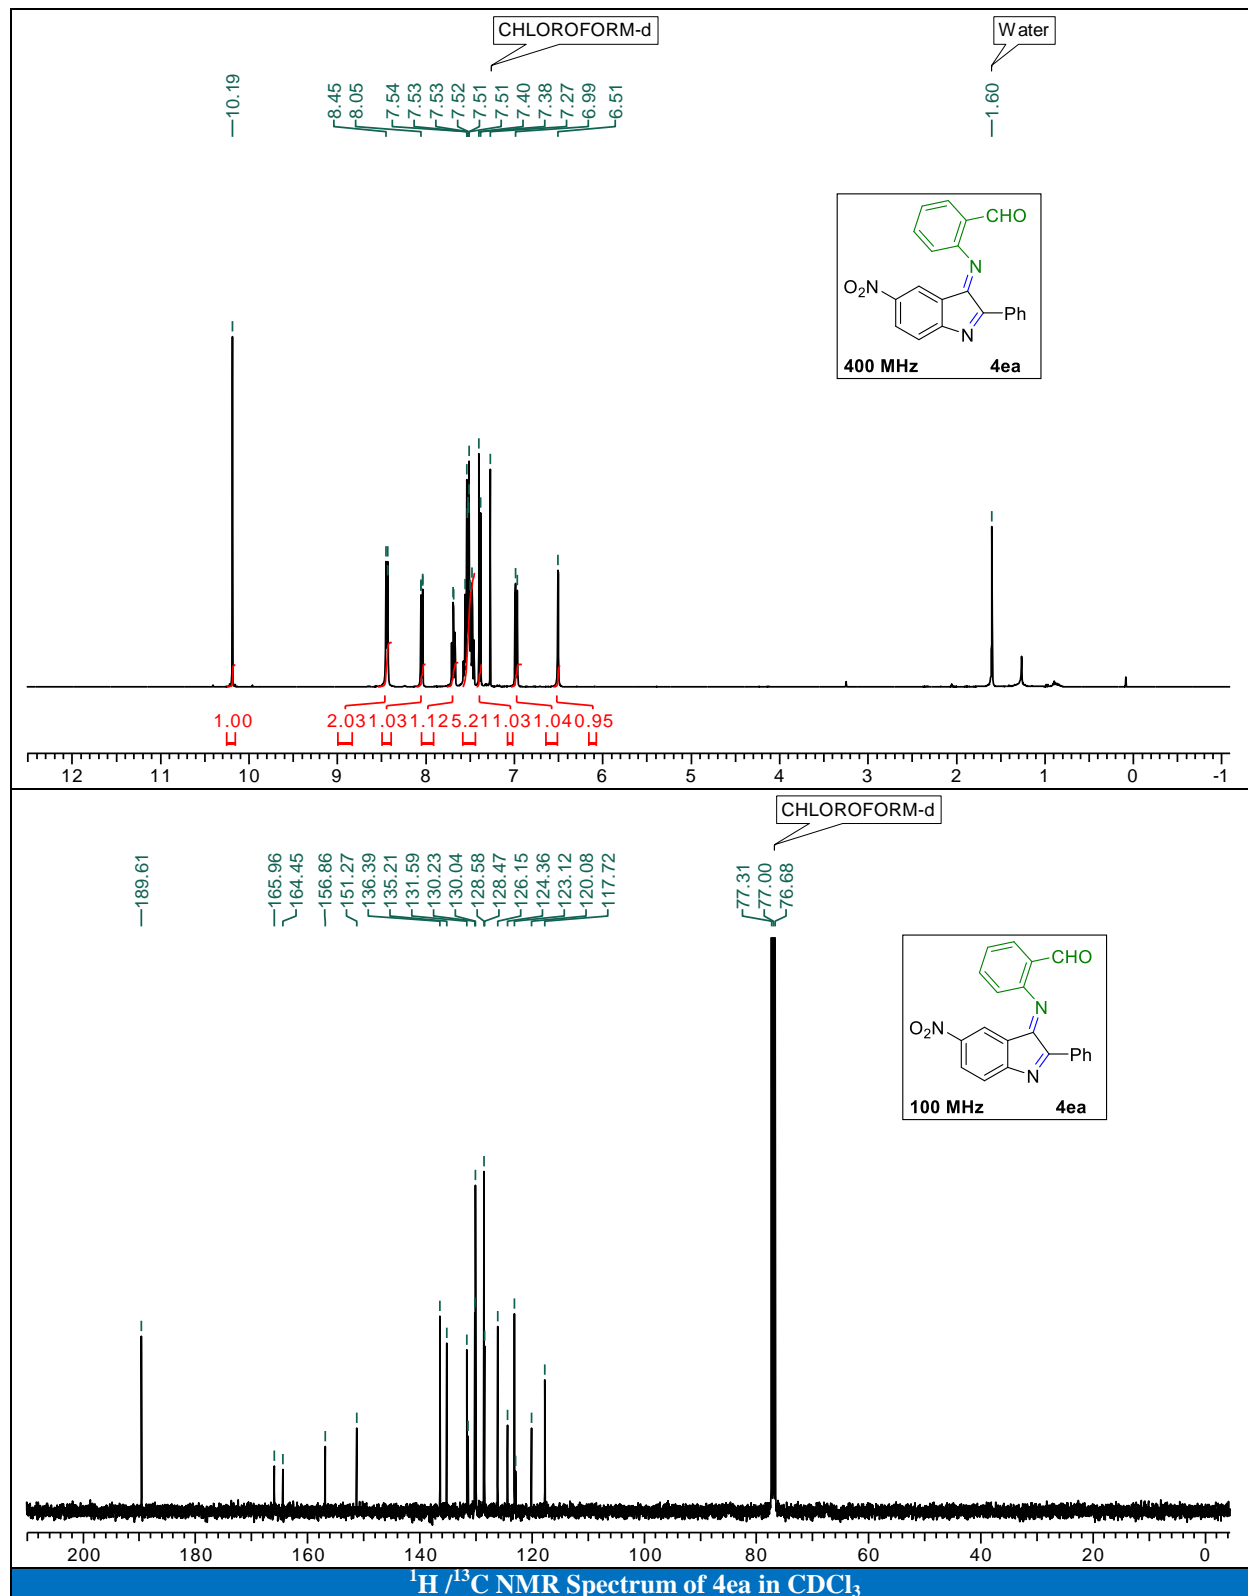 CHLOROFORM-d
Water
10.19
8.45
8.05
7.54
7.53
7.53
7.52
7.51
7.51
7.40
7.38
7.27
6.99
6.51
1.60
CHO
N
O2N
Ph
N
400 MHz 4ea
1.00 2.03 1.03 1.12 5.21 1.03 1.04 0.95
12 11 10 9 8 7 6 5 4 3 2 1 0 -1
CHLOROFORM-d
189.61
165.96
164.45
156.86
151.27
136.39
135.21
131.59
130.23
130.04
128.58
128.47
126.15
124.36
123.12
120.08
117.72
77.31
77.00
76.68
CHO
N
O2N
Ph
N
100 MHz 4ea
200 180 160 140 120 100 80 60 40 20 0
¹H /¹³C NMR Spectrum of 4ea in CDCl₃